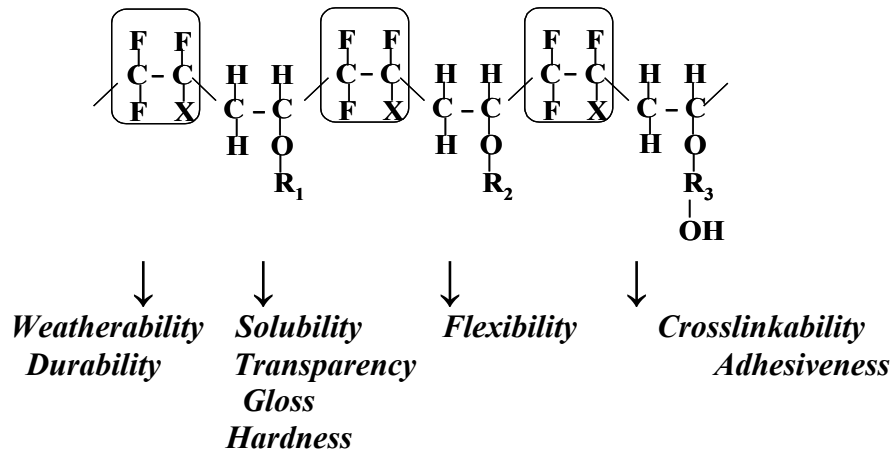 F F F F F F
C – C H H C – C H H C – C H H
F X C – C F X C – C F X C – C
H O H O H O
R₁ R₂ R₃
OH
↓ ↓ ↓ ↓
Weatherability Solubility Flexibility Crosslinkability
Durability Transparency Adhesiveness
Gloss
Hardness